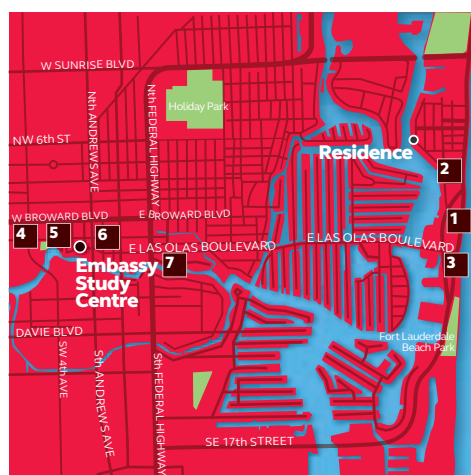 W SUNRISE BLVD
Nth ANDREWS AVE
Nth FEDERAL HIGHWAY
Holiday Park
NW 6th ST
Residence
2
W BROWARD BLVD
E BROWARD BLVD
1
4
5
6
E LAS OLAS BOULEVARD
E LAS OLAS BOULEVARD
Embassy
Study
Centre
7
3
DAVIE BLVD
Fort Lauderdale
Beach Park
SW 4th AVE
Sth ANDREWS AVE
Sth FEDERAL HIGHWAY
SE 17th STREET